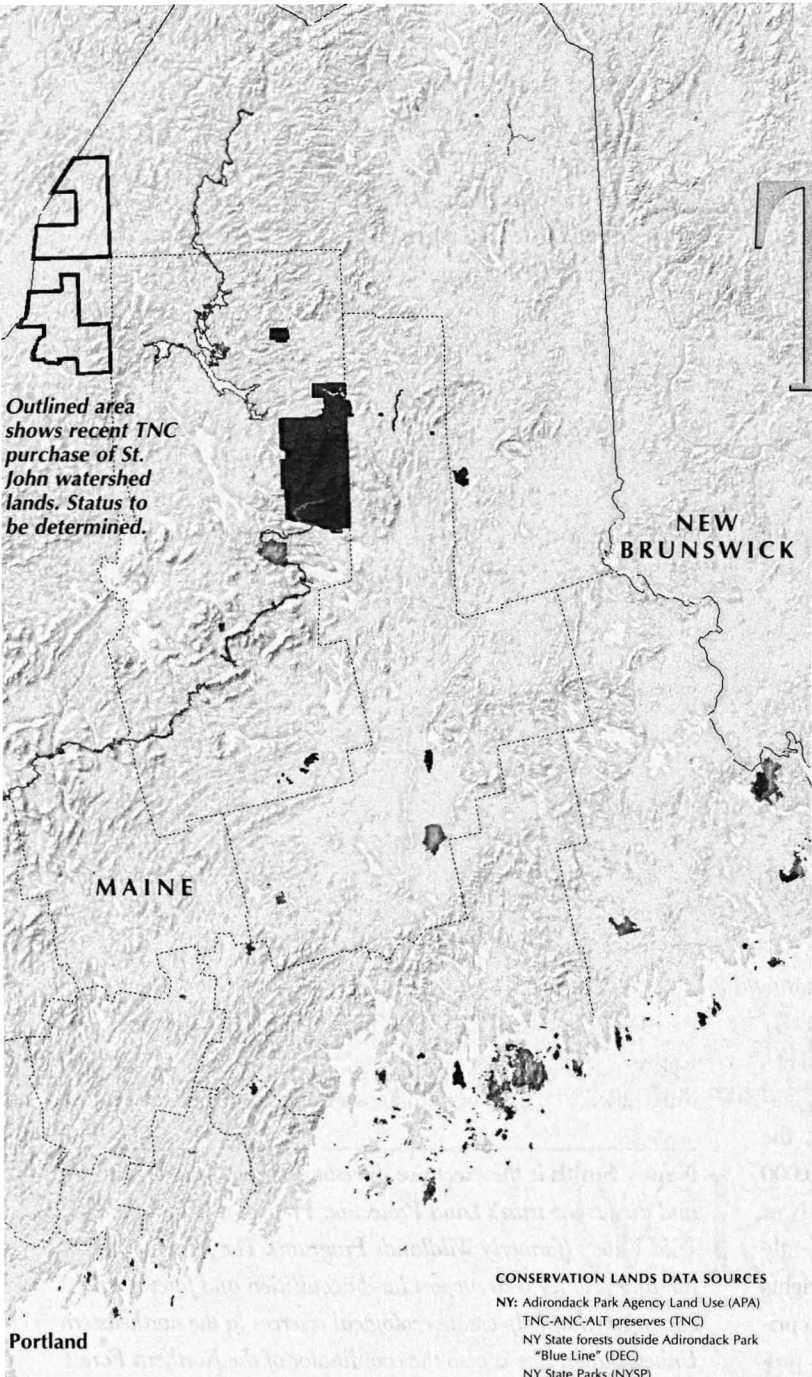 Outlined area
shows recent TNC
purchase of St.
John watershed
lands. Status to
be determined.
NEW
BRUNSWICK
MAINE
Portland
CONSERVATION LANDS DATA SOURCES
NY: Adirondack Park Agency Land Use (APA)
TNC-ANC-ALT preserves (TNC)
NY State forests outside Adirondack Park
"Blue Line" (DEC)
NY State Parks (NYSP)